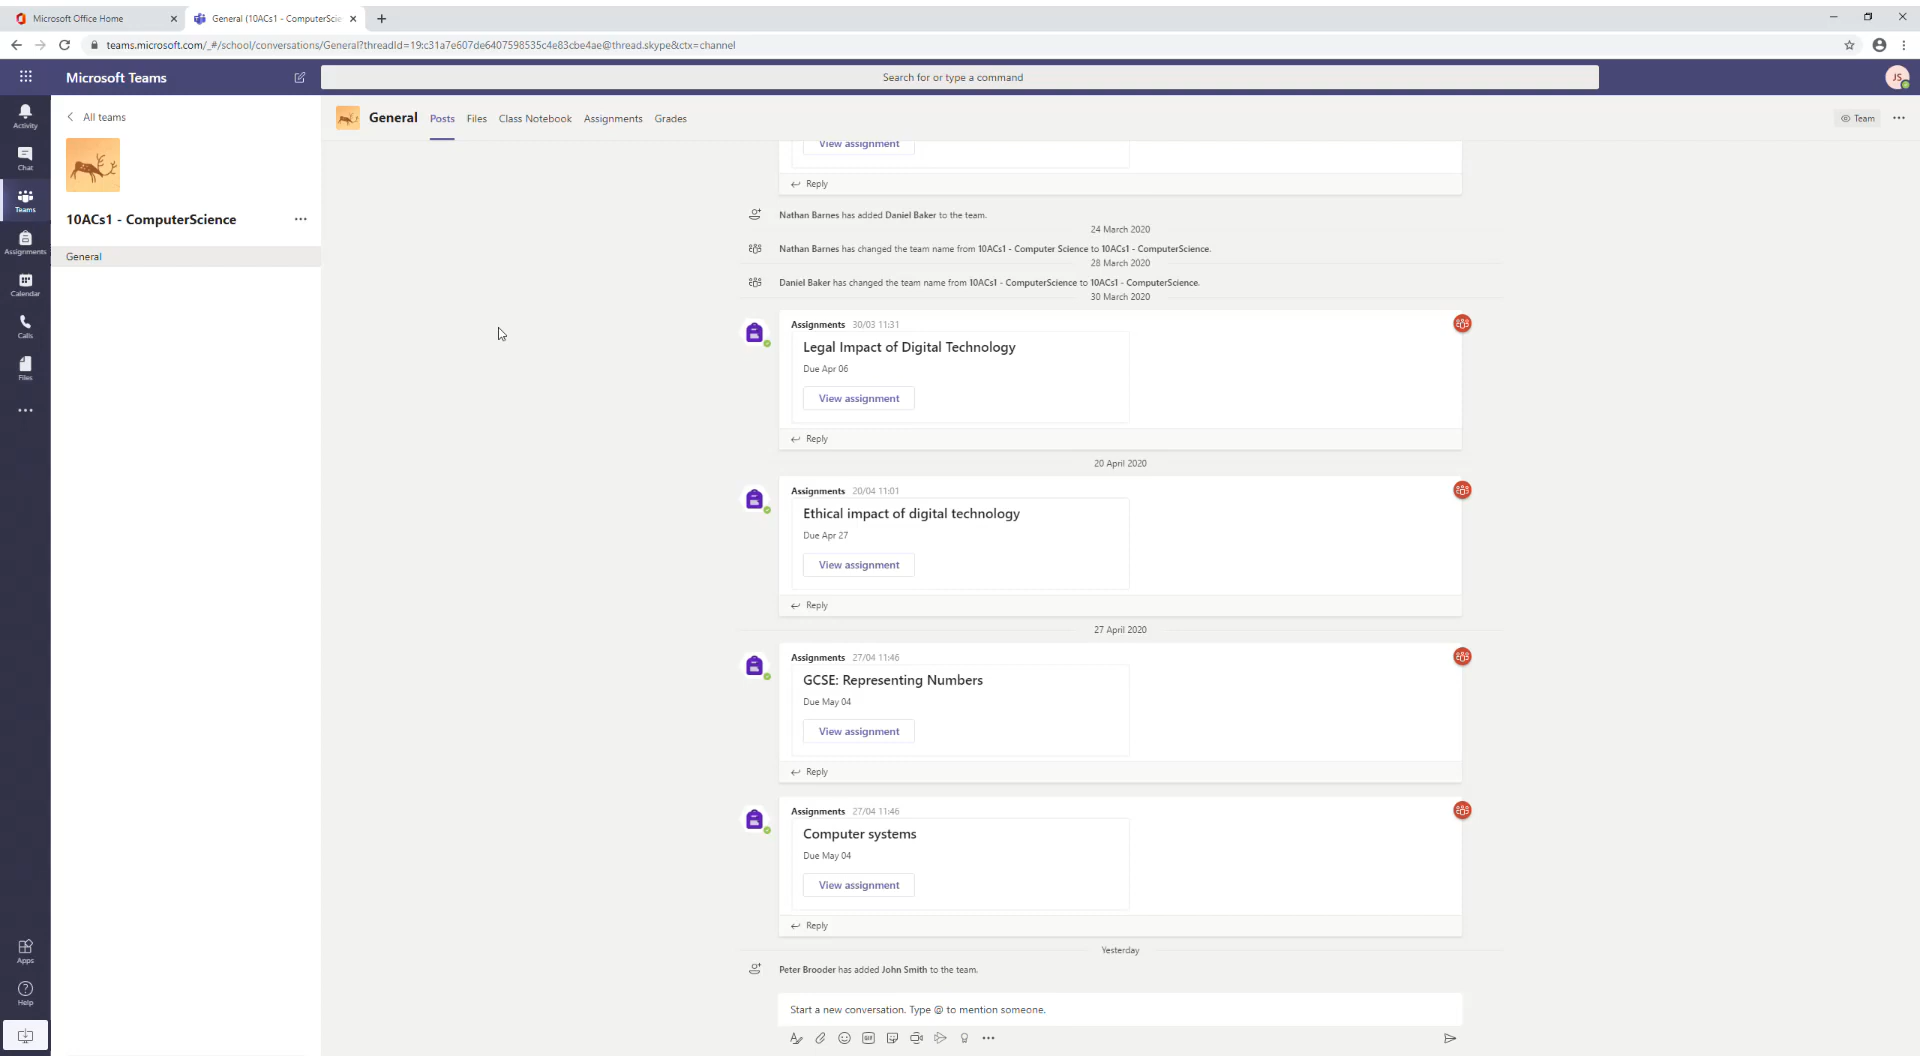 Microsoft Office Home
General (10ACs1 - ComputerScie
teams.microsoft.com/_#/school/conversations/General?threadId=19:c31a7e607de6407598535c4e83cbe4ae@thread.skype&ctx=channel
Microsoft Teams
Search for or type a command
JS
Activity
Chat
Teams
Assignments
Calendar
Calls
Files
Apps
Help
All teams
10ACs1 - ComputerScience
General
General Posts Files Class Notebook Assignments Grades
Team
View assignment
Reply
Nathan Barnes has added Daniel Baker to the team.
24 March 2020
Nathan Barnes has changed the team name from 10ACs1 - Computer Science to 10ACs1 - ComputerScience.
28 March 2020
Daniel Baker has changed the team name from 10ACs1 - ComputerScience to 10ACs1 - ComputerScience.
30 March 2020
Assignments 30/03 11:31
Legal Impact of Digital Technology
Due Apr 06
View assignment
Reply
20 April 2020
Assignments 20/04 11:01
Ethical impact of digital technology
Due Apr 27
View assignment
Reply
27 April 2020
Assignments 27/04 11:46
GCSE: Representing Numbers
Due May 04
View assignment
Reply
Assignments 27/04 11:46
Computer systems
Due May 04
View assignment
Reply
Yesterday
Peter Brooder has added John Smith to the team.
Start a new conversation. Type @ to mention someone.
GIF